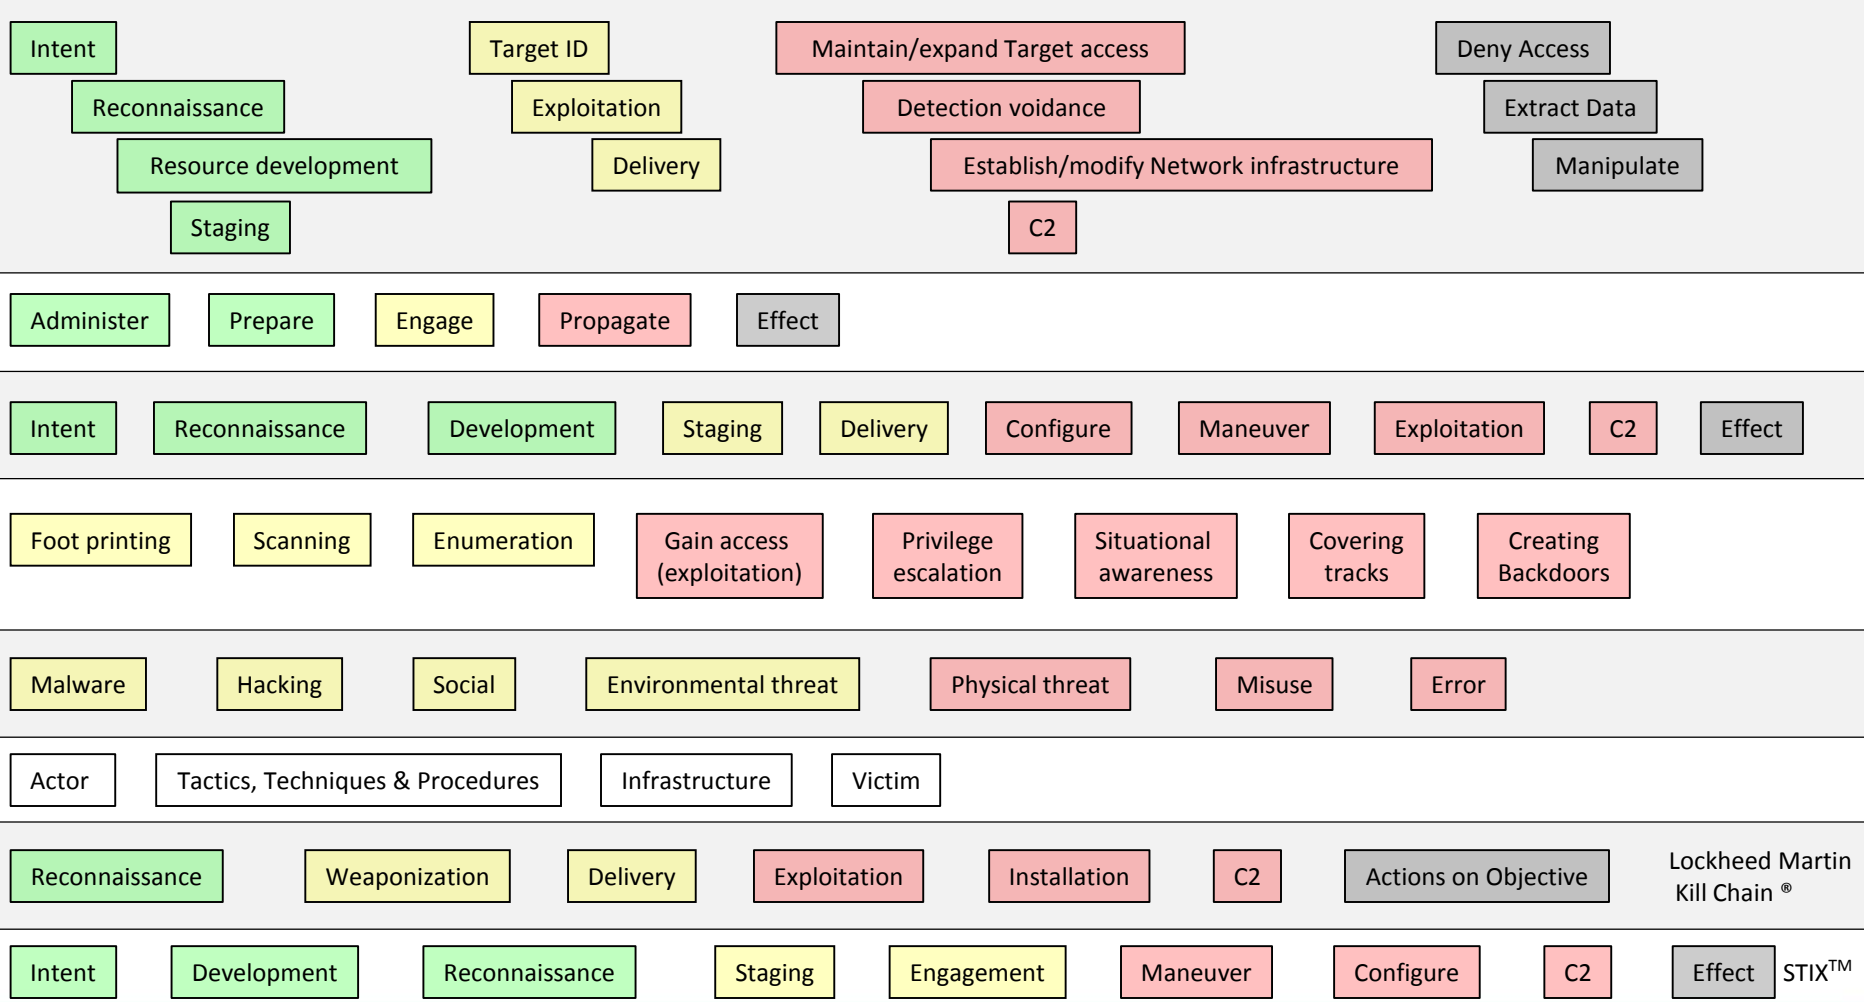 Intent
Target ID
Maintain/expand Target access
Deny Access
Reconnaissance
Exploitation
Detection voidance
Extract Data
Resource development
Delivery
Establish/modify Network infrastructure
Manipulate
Staging
C2
Administer
Prepare
Engage
Propagate
Effect
Intent
Reconnaissance
Development
Staging
Delivery
Configure
Maneuver
Exploitation
C2
Effect
Foot printing
Scanning
Enumeration
Gain access
(exploitation)
Privilege
escalation
Situational
awareness
Covering
tracks
Creating
Backdoors
Malware
Hacking
Social
Environmental threat
Physical threat
Misuse
Error
Actor
Tactics, Techniques & Procedures
Infrastructure
Victim
Reconnaissance
Weaponization
Delivery
Exploitation
Installation
C2
Actions on Objective
Lockheed Martin
Kill Chain ®
Intent
Development
Reconnaissance
Staging
Engagement
Maneuver
Configure
C2
Effect
STIX™